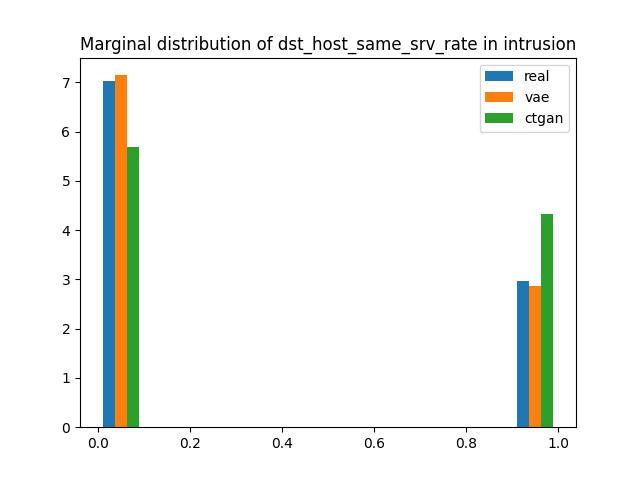 Marginal distribution of dst_host_same_srv_rate in intrusion
real
vae
ctgan
7
6
5
4
3
2
1
0
0.0 0.2 0.4 0.6 0.8 1.0